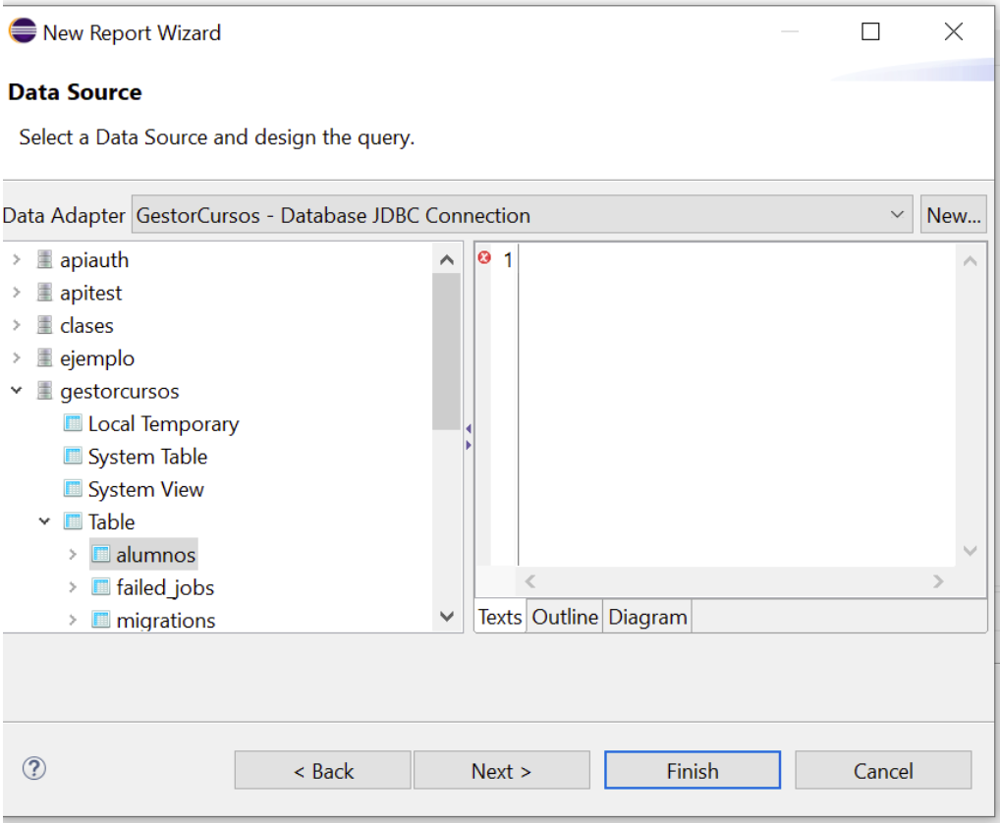 New Report Wizard
Data Source
Select a Data Source and design the query.
Data Adapter GestorCursos - Database JDBC Connection New...
apiauth
apitest
clases
ejemplo
gestorcursos
Local Temporary
System Table
System View
Table
alumnos
failed_jobs
migrations
1
Texts Outline Diagram
< Back Next > Finish Cancel